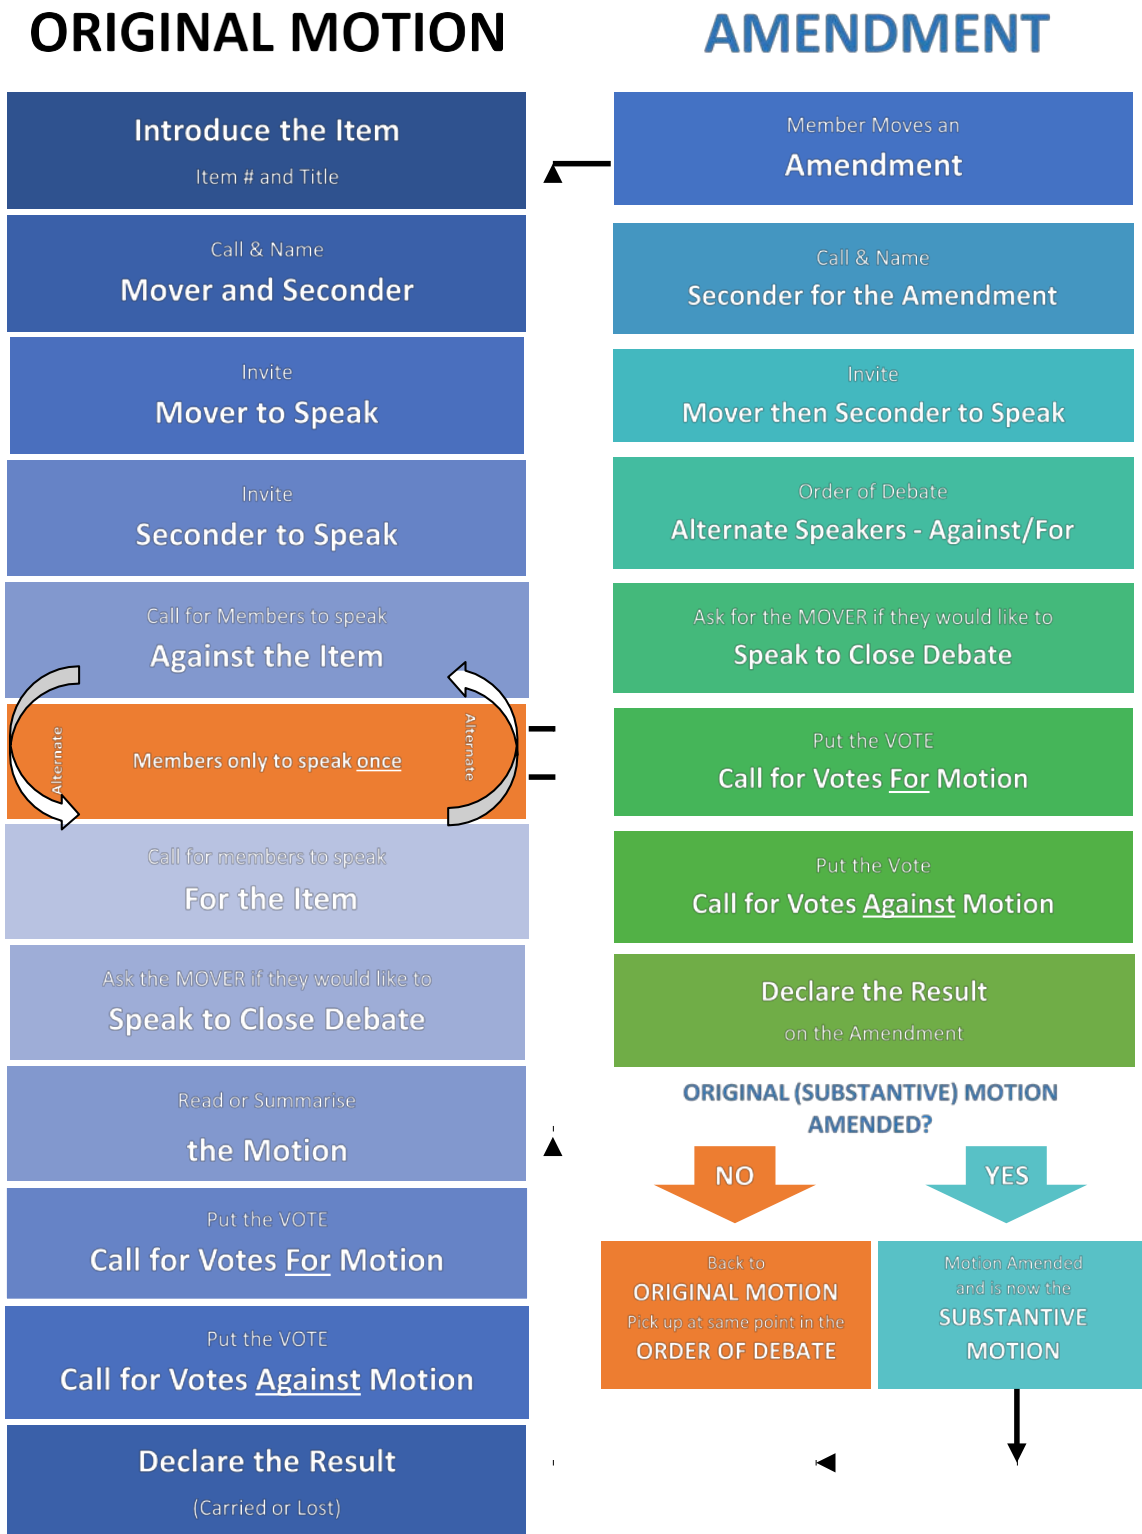 ORIGINAL MOTION
Introduce the Item
Item # and Title
Call & Name
Mover and Seconder
Invite
Mover to Speak
Invite
Seconder to Speak
Call for Members to speak
Against the Item
Alternate
Members only to speak once
Alternate
Call for members to speak
For the Item
Ask the MOVER if they would like to
Speak to Close Debate
Read or Summarise
the Motion
Put the VOTE
Call for Votes For Motion
Put the VOTE
Call for Votes Against Motion
Declare the Result
(Carried or Lost)
AMENDMENT
Member Moves an
Amendment
Call & Name
Seconder for the Amendment
Invite
Mover then Seconder to Speak
Order of Debate
Alternate Speakers - Against/For
Ask for the MOVER if they would like to
Speak to Close Debate
Put the VOTE
Call for Votes For Motion
Put the Vote
Call for Votes Against Motion
Declare the Result
on the Amendment
ORIGINAL (SUBSTANTIVE) MOTION
AMENDED?
NO
Back to
ORIGINAL MOTION
Pick up at same point in the
ORDER OF DEBATE
YES
Motion Amended
and is now the
SUBSTANTIVE
MOTION